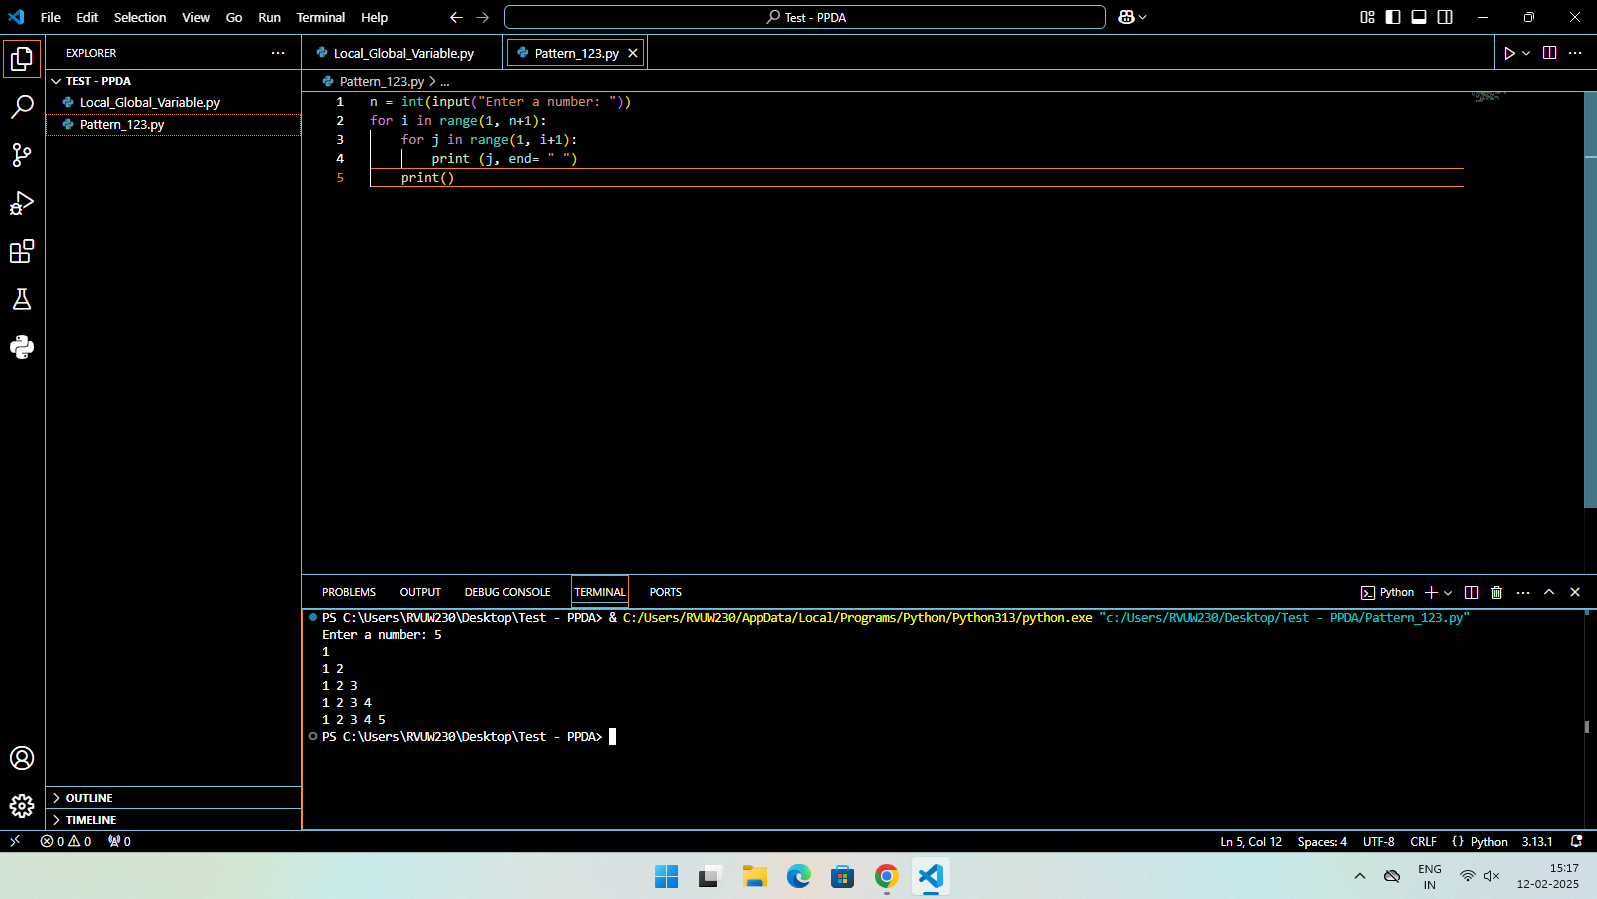 File Edit Selection View Go Run Terminal Help
Test - PPDA
EXPLORER
TEST - PPDA
Local_Global_Variable.py
Pattern_123.py
OUTLINE
TIMELINE
Local_Global_Variable.py Pattern_123.py
Pattern_123.py > ...
1 n = int(input("Enter a number: "))
2 for i in range(1, n+1):
3 for j in range(1, i+1):
4 print (j, end= " ")
5 print()
PROBLEMS OUTPUT DEBUG CONSOLE TERMINAL PORTS
Python
PS C:\Users\RVUW230\Desktop\Test - PPDA> & C:/Users/RVUW230/AppData/Local/Programs/Python/Python313/python.exe "c:/Users/RVUW230/Desktop/Test - PPDA/Pattern_123.py"
Enter a number: 5
1
1 2
1 2 3
1 2 3 4
1 2 3 4 5
PS C:\Users\RVUW230\Desktop\Test - PPDA>
0 0 0
Ln 5, Col 12 Spaces: 4 UTF-8 CRLF {} Python 3.13.1
ENG
IN
15:17
12-02-2025